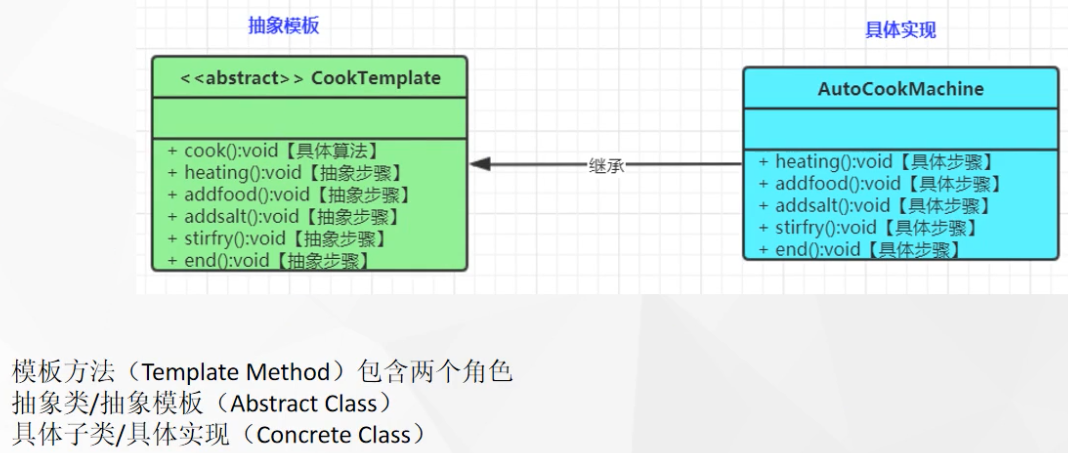 抽象模板
<<abstract>> CookTemplate
+ cook():void【具体算法】
+ heating():void【抽象步骤】
+ addfood():void【抽象步骤】
+ addsalt():void【抽象步骤】
+ stirfry():void【抽象步骤】
+ end():void【抽象步骤】
继承
具体实现
AutoCookMachine
+ heating():void【具体步骤】
+ addfood():void【具体步骤】
+ addsalt():void【具体步骤】
+ stirfry():void【具体步骤】
+ end():void【具体步骤】
模板方法（Template Method）包含两个角色
抽象类/抽象模板（Abstract Class）
具体子类/具体实现（Concrete Class）